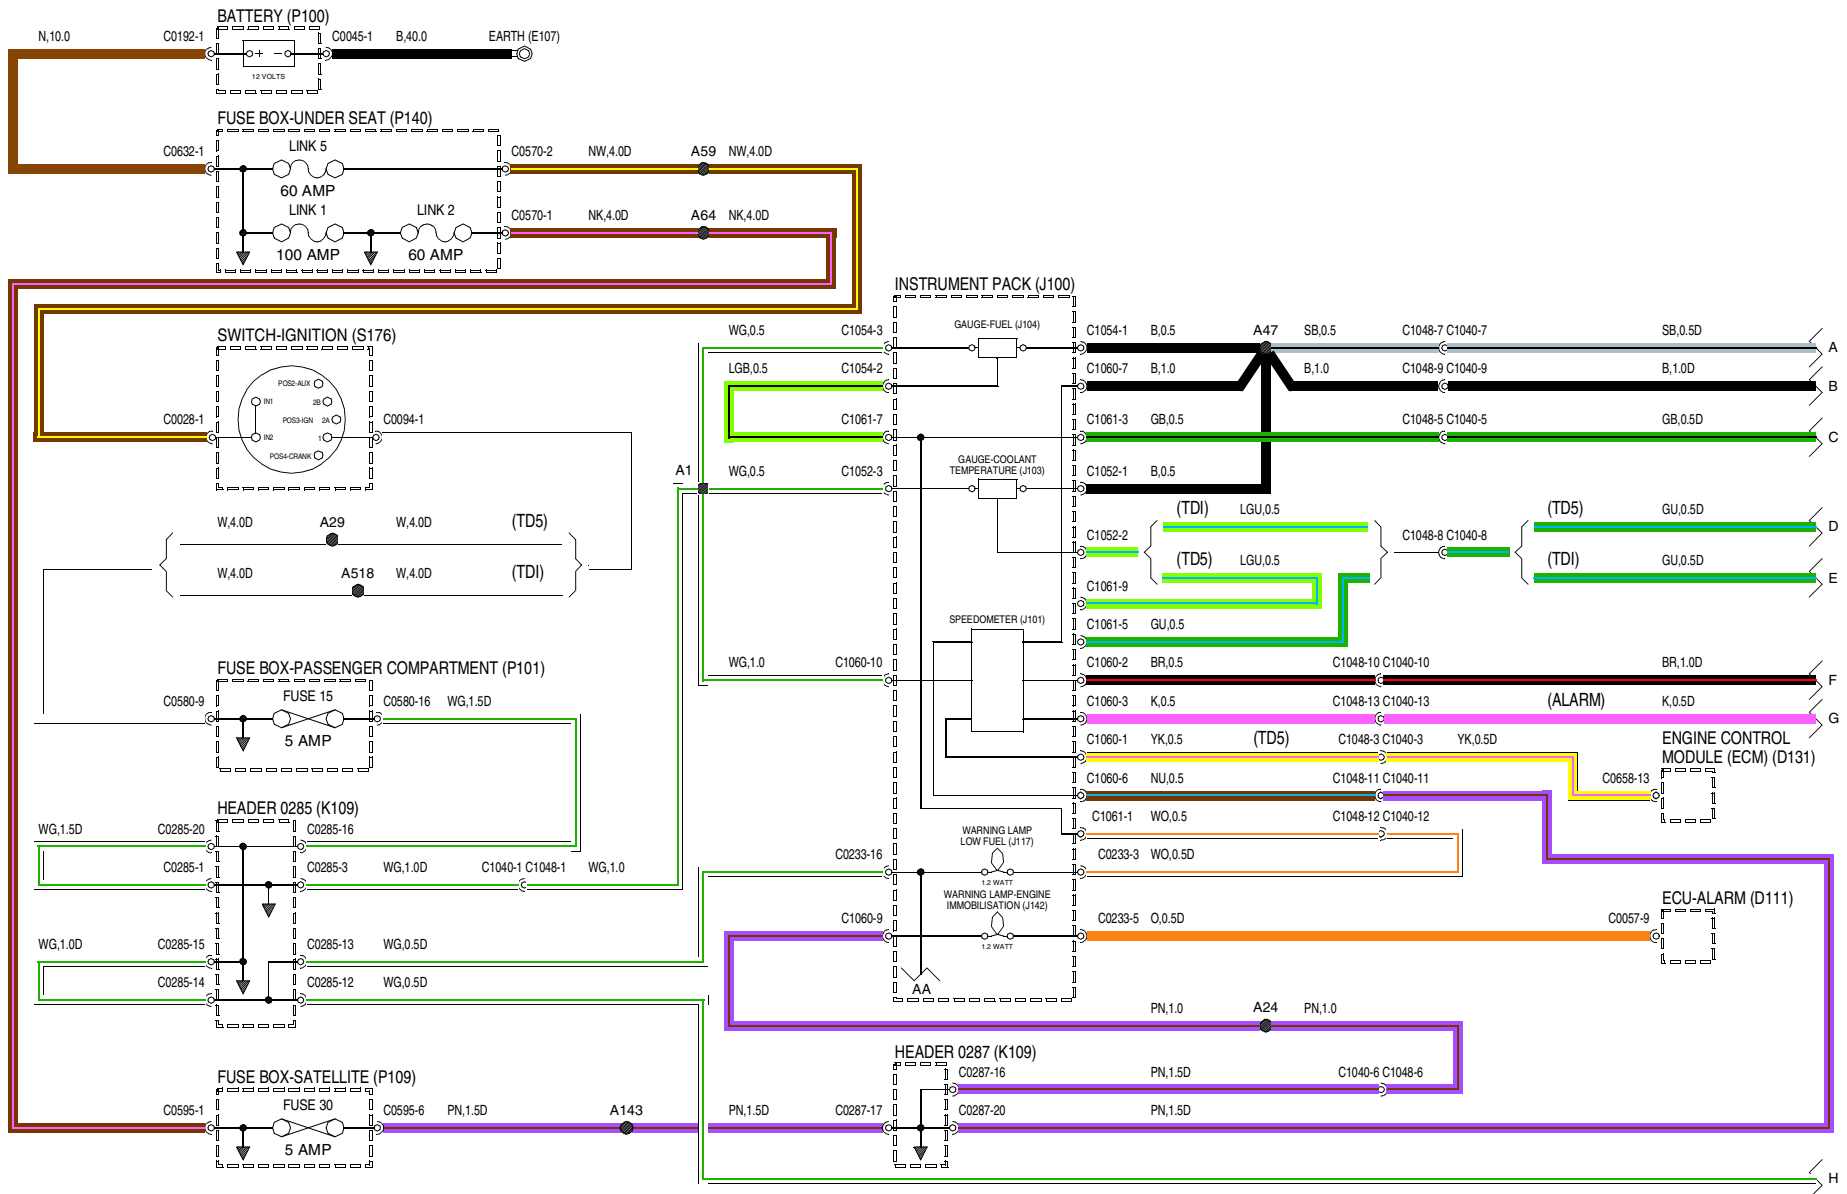 BATTERY (P100)
N,10.0
C0192-1
C0045-1
B,40.0
EARTH (E107)
+ −
12 VOLTS
FUSE BOX-UNDER SEAT (P140)
C0632-1
LINK 5
60 AMP
C0570-2
NW,4.0D
A59
NW,4.0D
LINK 1
100 AMP
LINK 2
60 AMP
C0570-1
NK,4.0D
A64
NK,4.0D
SWITCH-IGNITION (S176)
POS2-AUX
IN1
2B
POS3-IGN
2A
IN2
1
POS4-CRANK
C0028-1
C0094-1
W,4.0D
A29
W,4.0D
(TD5)
W,4.0D
A518
W,4.0D
(TDI)
FUSE BOX-PASSENGER COMPARTMENT (P101)
C0580-9
FUSE 15
5 AMP
C0580-16
WG,1.5D
HEADER 0285 (K109)
WG,1.5D
C0285-20
C0285-16
C0285-1
C0285-3
WG,1.0D
C1040-1 C1048-1
WG,1.0
WG,1.0D
C0285-15
C0285-13
WG,0.5D
C0285-14
C0285-12
WG,0.5D
FUSE BOX-SATELLITE (P109)
C0595-1
FUSE 30
5 AMP
C0595-6
PN,1.5D
A143
PN,1.5D
C0287-17
A1
INSTRUMENT PACK (J100)
WG,0.5
C1054-3
GAUGE-FUEL (J104)
C1054-1
B,0.5
A47
SB,0.5
C1048-7 C1040-7
SB,0.5D
A
LGB,0.5
C1054-2
C1060-7
B,1.0
B,1.0
C1048-9 C1040-9
B,1.0D
B
C1061-7
C1061-3
GB,0.5
C1048-5 C1040-5
GB,0.5D
C
WG,0.5
C1052-3
GAUGE-COOLANT
TEMPERATURE (J103)
C1052-1
B,0.5
C1052-2
(TDI)
LGU,0.5
(TD5)
LGU,0.5
C1048-8 C1040-8
(TD5)
GU,0.5D
D
(TDI)
GU,0.5D
E
C1061-9
C1061-5
GU,0.5
SPEEDOMETER (J101)
WG,1.0
C1060-10
C1060-2
BR,0.5
C1048-10 C1040-10
BR,1.0D
F
C1060-3
K,0.5
C1048-13 C1040-13
(ALARM)
K,0.5D
G
C1060-1
YK,0.5
(TD5)
C1048-3 C1040-3
YK,0.5D
ENGINE CONTROL
MODULE (ECM) (D131)
C0658-13
C1060-6
NU,0.5
C1048-11 C1040-11
C1061-1
WO,0.5
C1048-12 C1040-12
WARNING LAMP
LOW FUEL (J117)
1.2 WATT
C0233-16
C0233-3
WO,0.5D
WARNING LAMP-ENGINE
IMMOBILISATION (J142)
1.2 WATT
C1060-9
C0233-5
O,0.5D
C0057-9
ECU-ALARM (D111)
AA
PN,1.0
A24
PN,1.0
HEADER 0287 (K109)
C0287-16
PN,1.5D
C1040-6 C1048-6
C0287-20
PN,1.5D
H